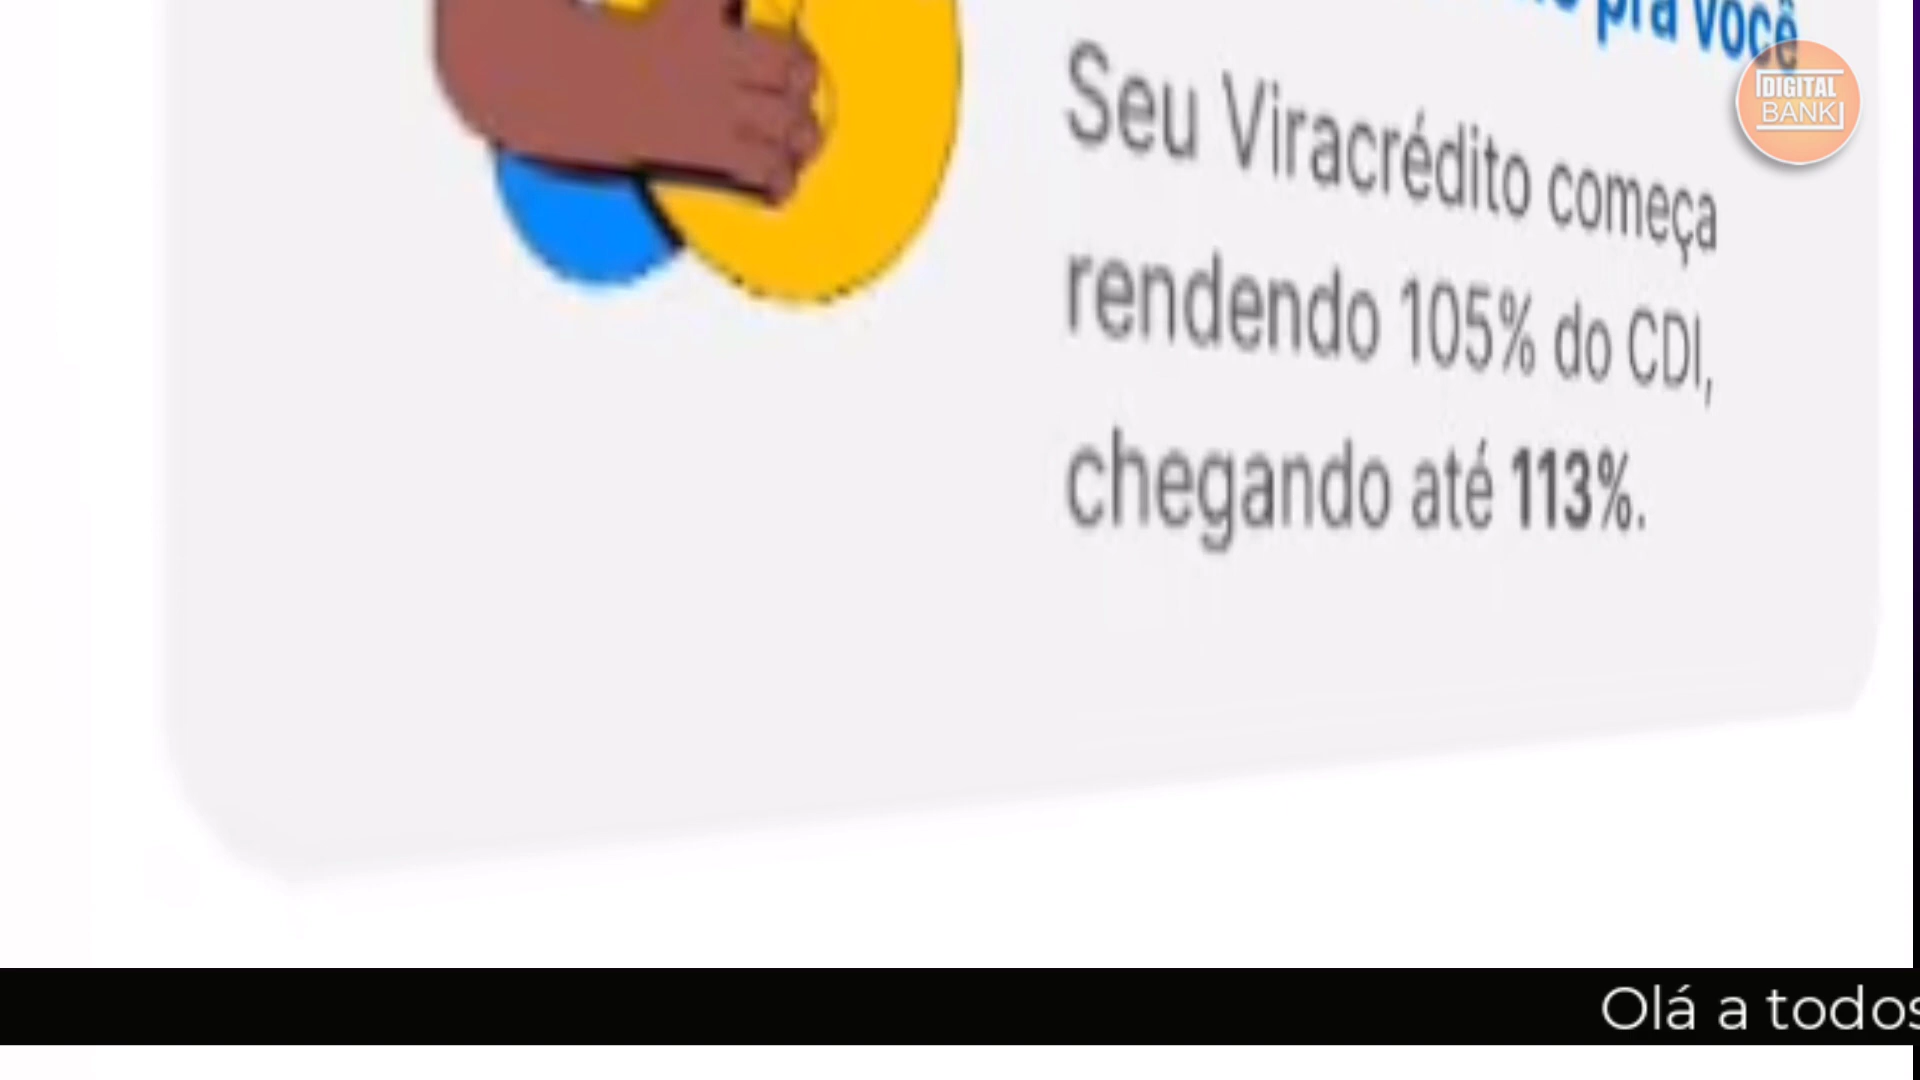 pra você
DIGITAL
BANK
Seu Viracrédito começa
rendendo 105% do CDI,
chegando até 113%.
Olá a todos